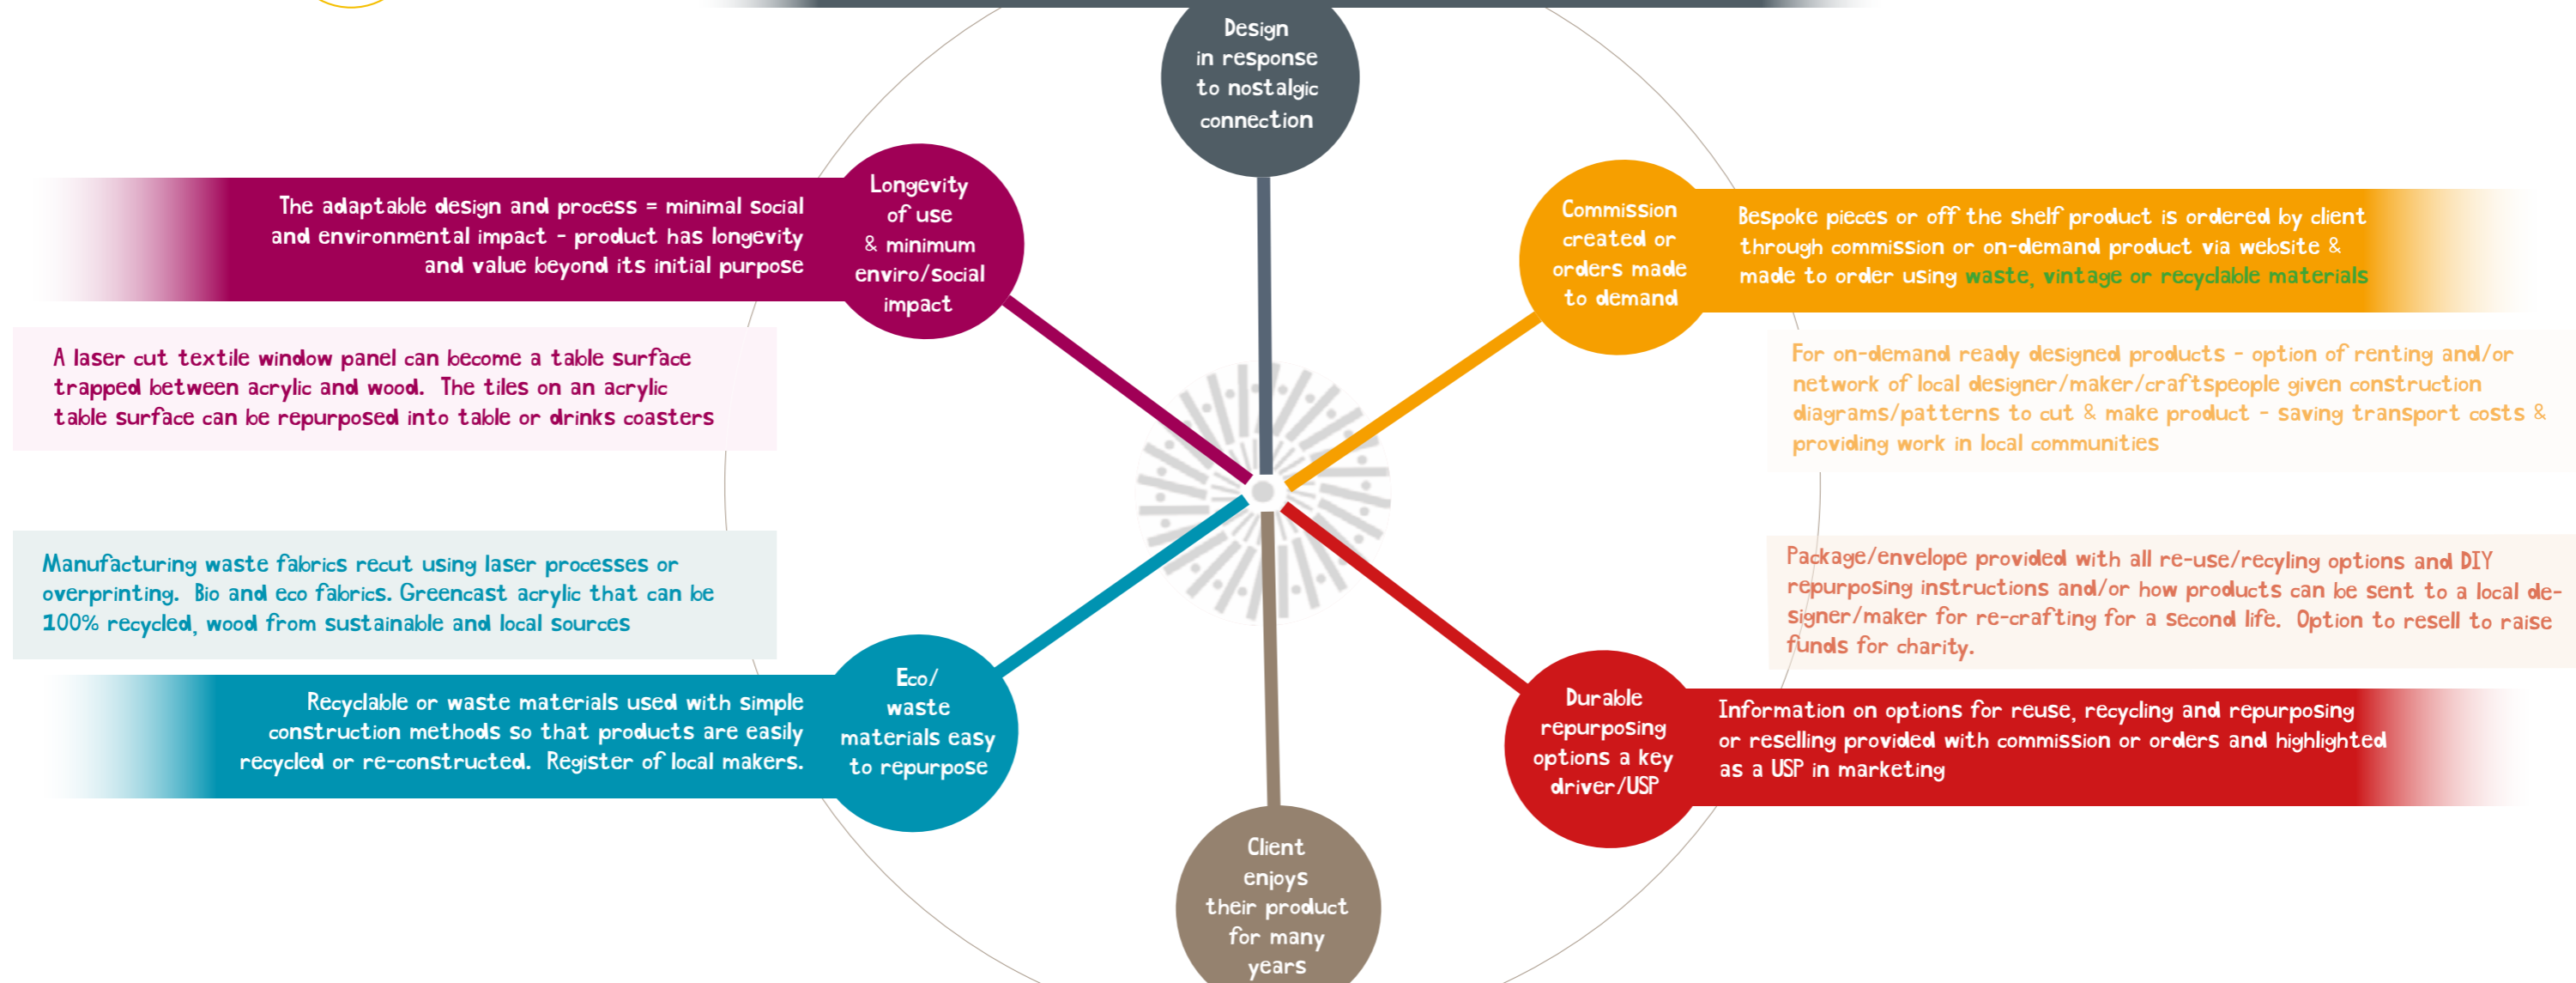 Design
in response
to nostalgic
connection
Longevity
of use
& minimum
enviro/social
impact
The adaptable design and process = minimal social
and environmental impact - product has longevity
and value beyond its initial purpose
A laser cut textile window panel can become a table surface
trapped between acrylic and wood. The tiles on an acrylic
table surface can be repurposed into table or drinks coasters
Commission
created or
orders made
to demand
Bespoke pieces or off the shelf product is ordered by client
through commission or on-demand product via website &
made to order using waste, vintage or recyclable materials
For on-demand ready designed products - option of renting and/or
network of local designer/maker/craftspeople given construction
diagrams/patterns to cut & make product - saving transport costs &
providing work in local communities
Manufacturing waste fabrics recut using laser processes or
overprinting. Bio and eco fabrics. Greencast acrylic that can be
100% recycled, wood from sustainable and local sources
Eco/
waste
materials easy
to repurpose
Recyclable or waste materials used with simple
construction methods so that products are easily
recycled or re-constructed. Register of local makers.
Package/envelope provided with all re-use/recyling options and DIY
repurposing instructions and/or how products can be sent to a local de-
signer/maker for re-crafting for a second life. Option to resell to raise
funds for charity.
Durable
repurposing
options a key
driver/USP
Information on options for reuse, recycling and repurposing
or reselling provided with commission or orders and highlighted
as a USP in marketing
Client
enjoys
their product
for many
years